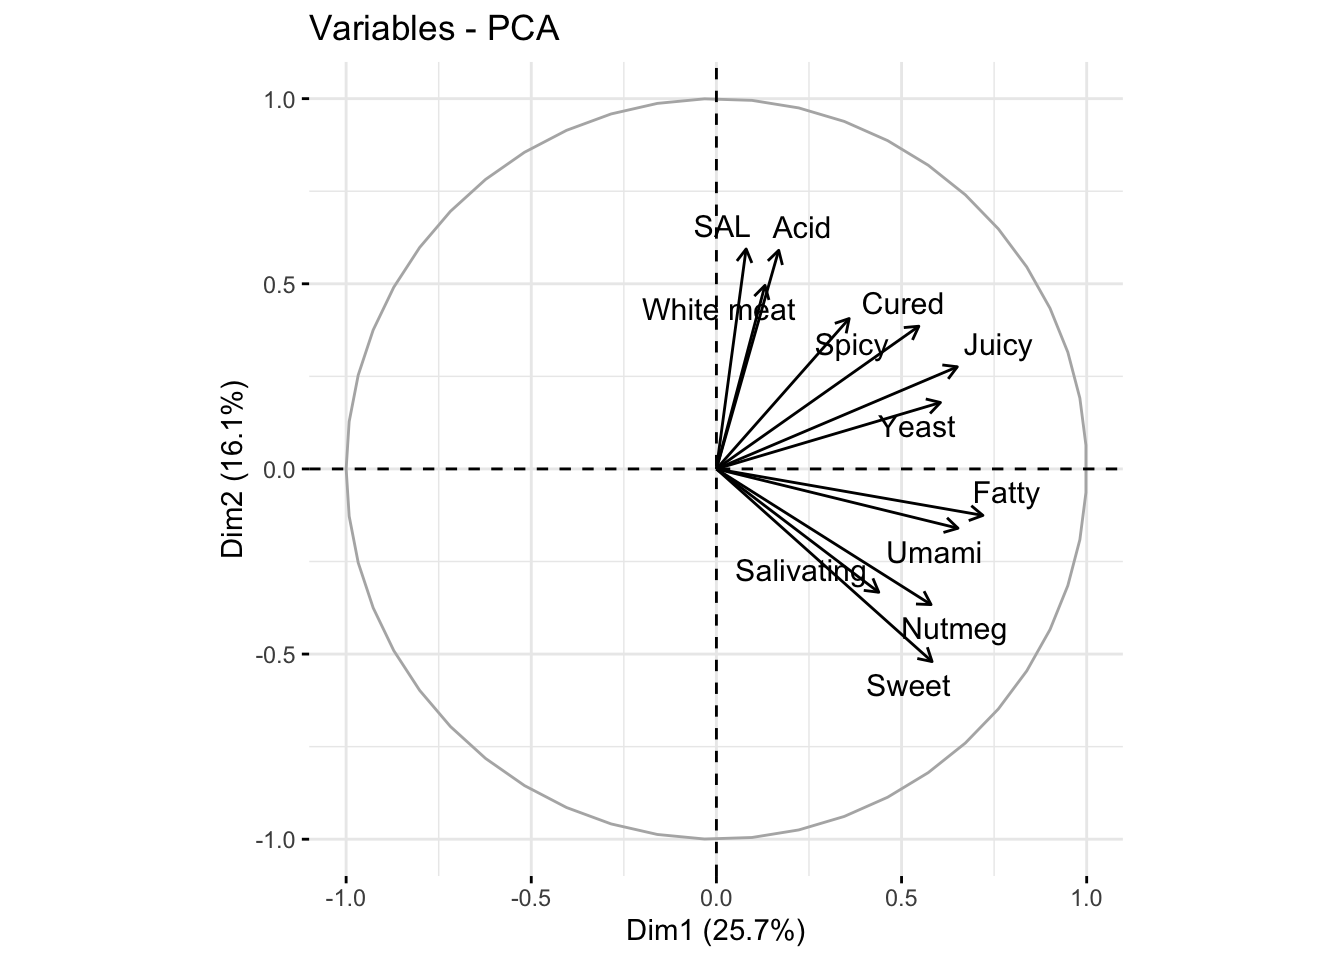 Variables - PCA
1.0
SAL
Acid
0.5
White meat
Cured
Spicy
Juicy
Yeast
0.0
Fatty
Umami
Salivating
Nutmeg
-0.5
Sweet
-1.0
-1.0
-0.5
0.0
0.5
1.0
Dim1 (25.7%)
Dim2 (16.1%)